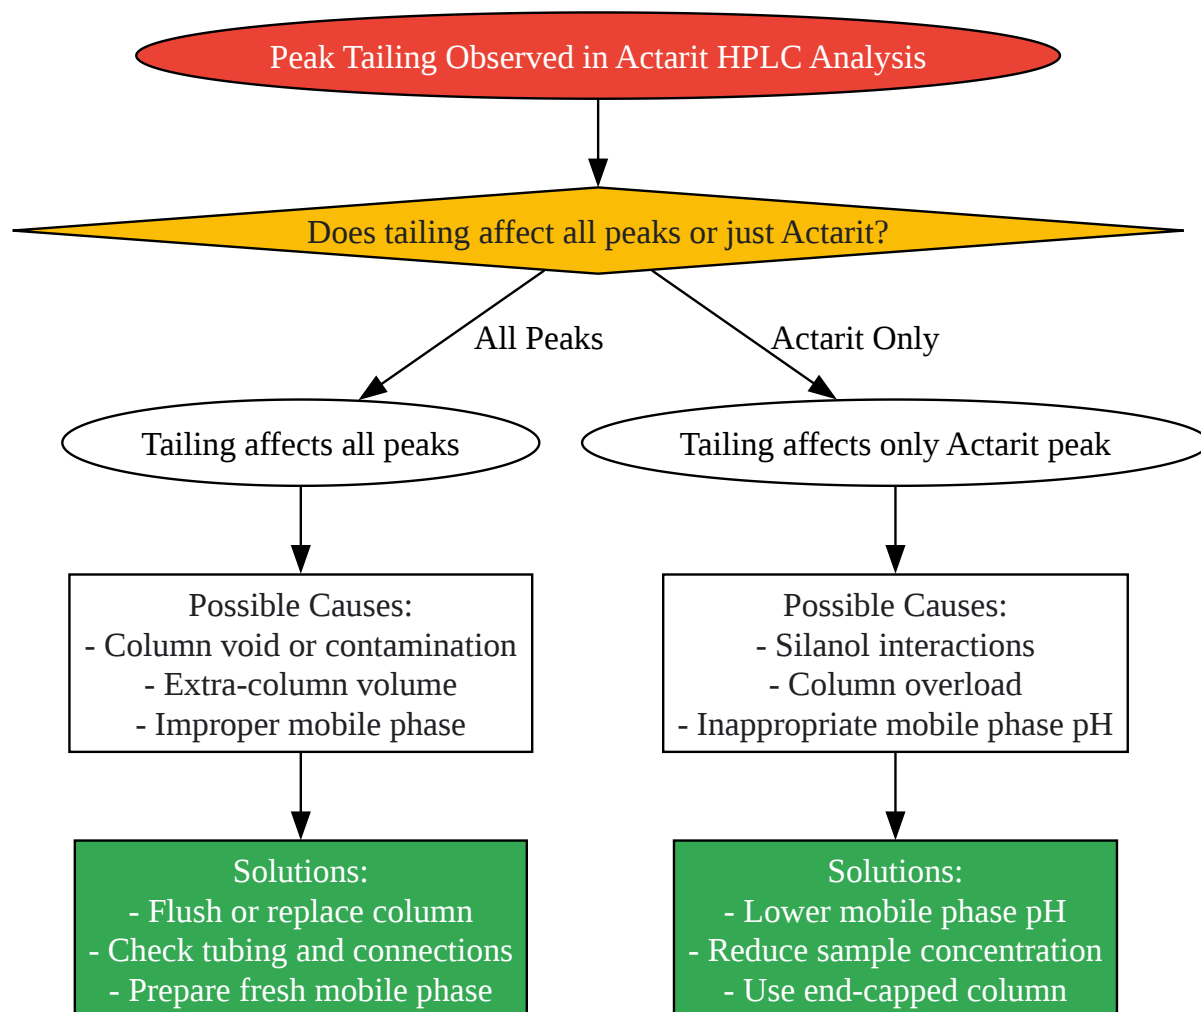 Peak Tailing Observed in Actarit HPLC Analysis
Does tailing affect all peaks or just Actarit?
All Peaks
Actarit Only
Tailing affects all peaks
Tailing affects only Actarit peak
Possible Causes:
- Column void or contamination
- Extra-column volume
- Improper mobile phase
Possible Causes:
- Silanol interactions
- Column overload
- Inappropriate mobile phase pH
Solutions:
- Flush or replace column
- Check tubing and connections
- Prepare fresh mobile phase
Solutions:
- Lower mobile phase pH
- Reduce sample concentration
- Use end-capped column